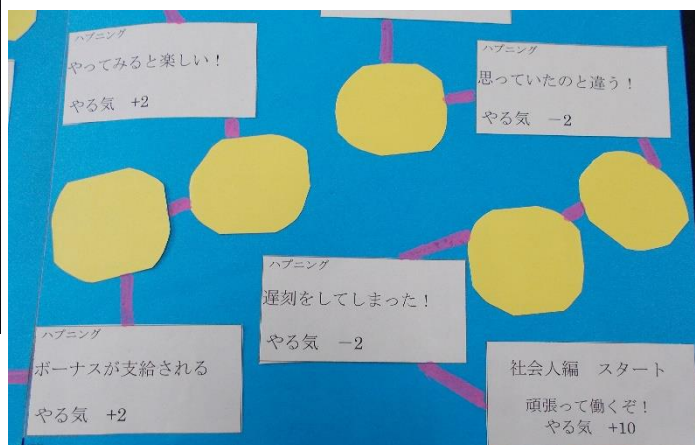 ハプニング
やってみると楽しい！
やる気　+2
ハプニング
思っていたのと違う！
やる気　－2
ハプニング
遅刻をしてしまった！
やる気　－2
ハプニング
ボーナスが支給される
やる気　+2
社会人編　スタート
頑張って働くぞ！
やる気　+10